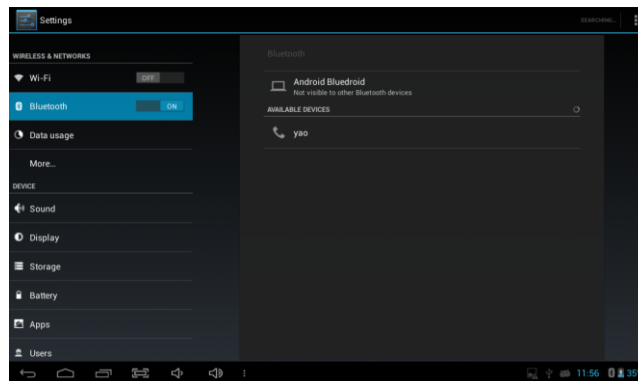 Settings
SEARCHING...
WIRELESS & NETWORKS
Wi-Fi OFF
Bluetooth ON
Data usage
More...
DEVICE
Sound
Display
Storage
Battery
Apps
Users
Bluetooth
Android Bluedroid
Not visible to other Bluetooth devices
AVAILABLE DEVICES
yao
11:56
35